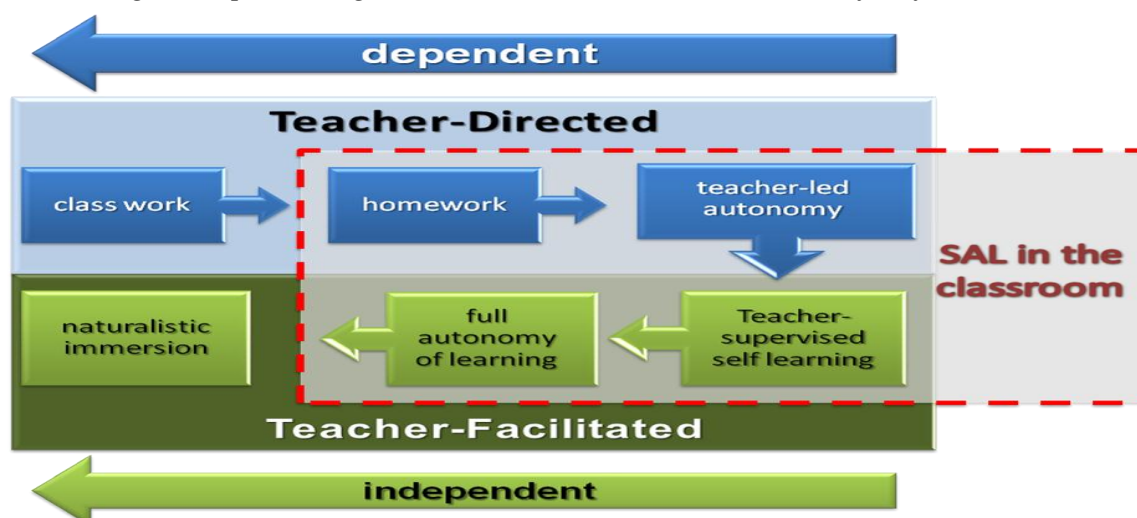 dependent
Teacher-Directed
class work
homework
teacher-led
autonomy
SAL in the
classroom
naturalistic
immersion
full
autonomy
of learning
Teacher-
supervised
self learning
Teacher-Facilitated
independent